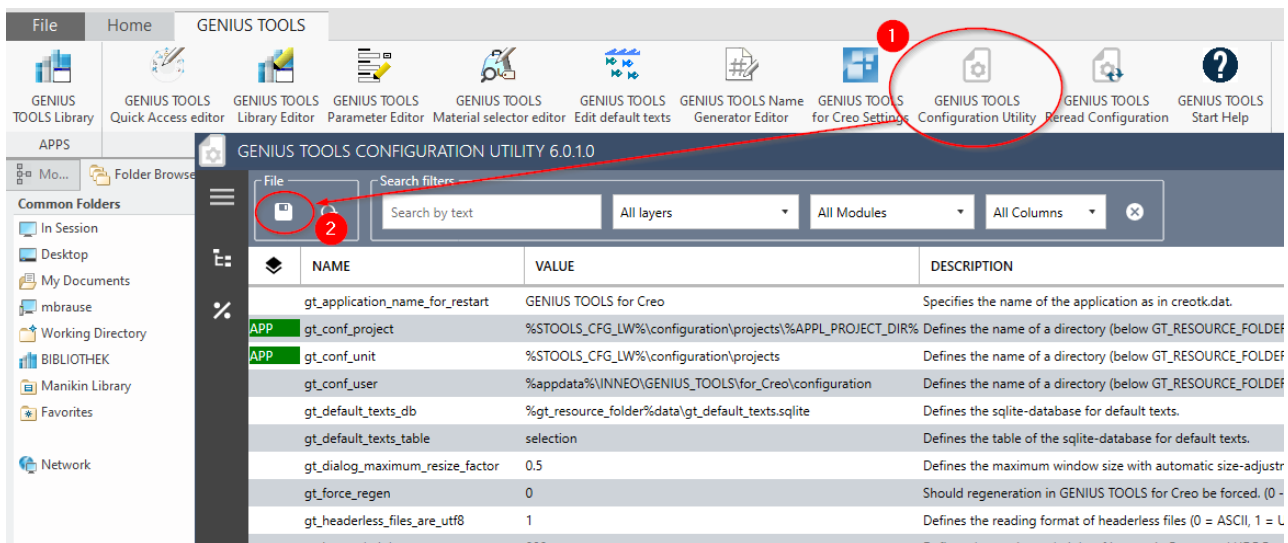 File Home GENIUS TOOLS
1
GENIUS TOOLS Library
GENIUS TOOLS Quick Access editor
GENIUS TOOLS Library Editor
GENIUS TOOLS Parameter Editor
GENIUS TOOLS Material selector editor
GENIUS TOOLS Edit default texts
GENIUS TOOLS Name Generator Editor
GENIUS TOOLS for Creo Settings
GENIUS TOOLS Configuration Utility
GENIUS TOOLS Reread Configuration
GENIUS TOOLS Start Help
APPS
Mo... Folder Browse
Common Folders
In Session
Desktop
My Documents
mbrause
Working Directory
BIBLIOTHEK
Manikin Library
Favorites
Network
GENIUS TOOLS CONFIGURATION UTILITY 6.0.1.0
File Search filters
2
Search by text All layers All Modules All Columns
NAME VALUE DESCRIPTION
gt_application_name_for_restart GENIUS TOOLS for Creo Specifies the name of the application as in creotk.dat.
APP gt_conf_project %STOOLS_CFG_LW%\configuration\projects\%APPL_PROJECT_DIR% Defines the name of a directory (below GT_RESOURCE_FOLDER
APP gt_conf_unit %STOOLS_CFG_LW%\configuration\projects Defines the name of a directory (below GT_RESOURCE_FOLDER
gt_conf_user %appdata%\INNEO\GENIUS_TOOLS\for_Creo\configuration Defines the name of a directory (below GT_RESOURCE_FOLDER
gt_default_texts_db %gt_resource_folder%data\gt_default_texts.sqlite Defines the sqlite-database for default texts.
gt_default_texts_table selection Defines the table of the sqlite-database for default texts.
gt_dialog_maximum_resize_factor 0.5 Defines the maximum window size with automatic size-adjustr
gt_force_regen 0 Should regeneration in GENIUS TOOLS for Creo be forced. (0 -
gt_headerless_files_are_utf8 1 Defines the reading format of headerless files (0 = ASCII, 1 = U